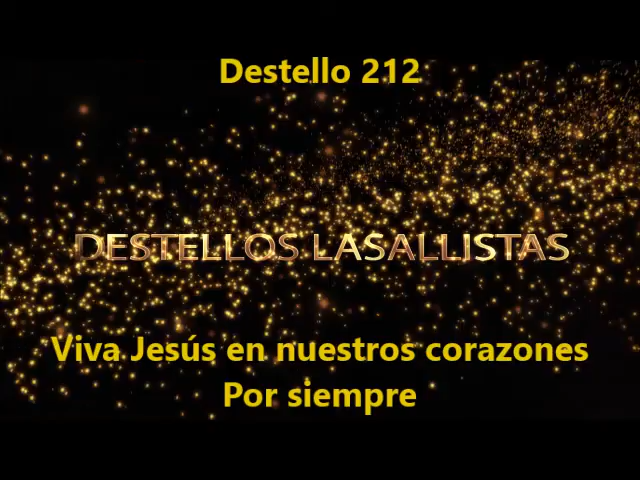 Destello 212
DESTELLOS LASALLISTAS
Viva Jesús en nuestros corazones
Por siempre